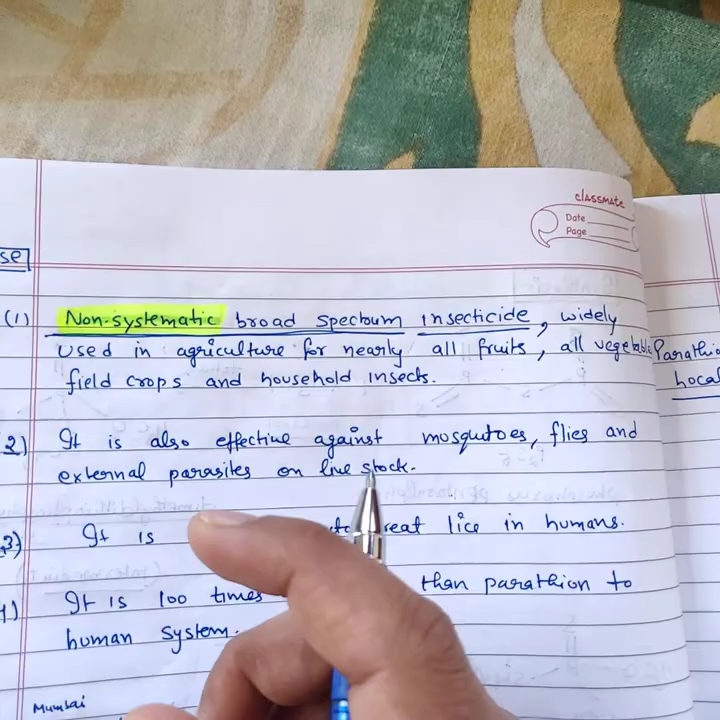 classmate
Date
Page
se
(1) Non-systematic broad spectrum insecticide, widely
used in agriculture for nearly all fruits, all vegetable
field crops and household insects.
2) It is also effective against mosqutoes, flies and
external parasites on live stock.
3) It is treat lice in humans.
4) It is 100 times than parathion to
human system.
Mumbai
Parathio
local